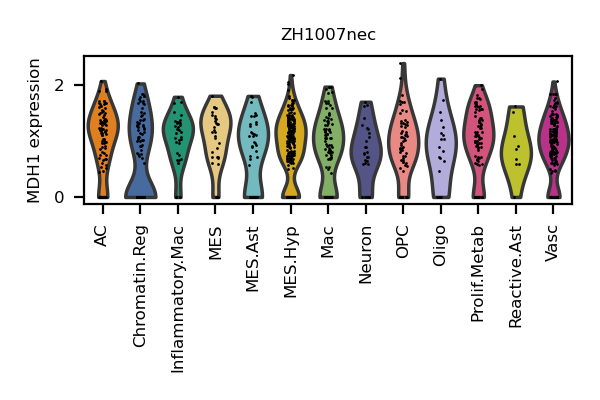 ZH1007nec
MDH1 expression
2
0
AC
Chromatin.Reg
Inflammatory.Mac
MES
MES.Ast
MES.Hyp
Mac
Neuron
OPC
Oligo
Prolif.Metab
Reactive.Ast
Vasc